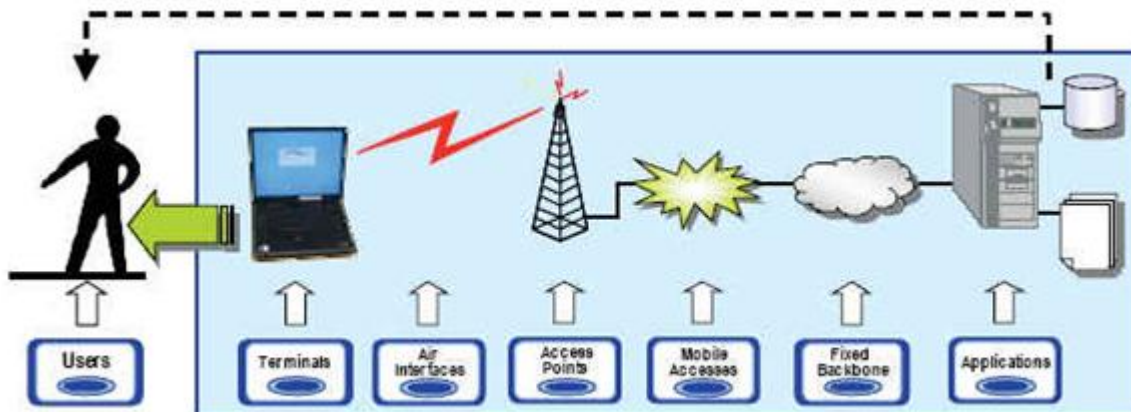 Users
Terminals
Air
Interfaces
Access
Points
Mobile
Accesses
Fixed
Backbone
Applications